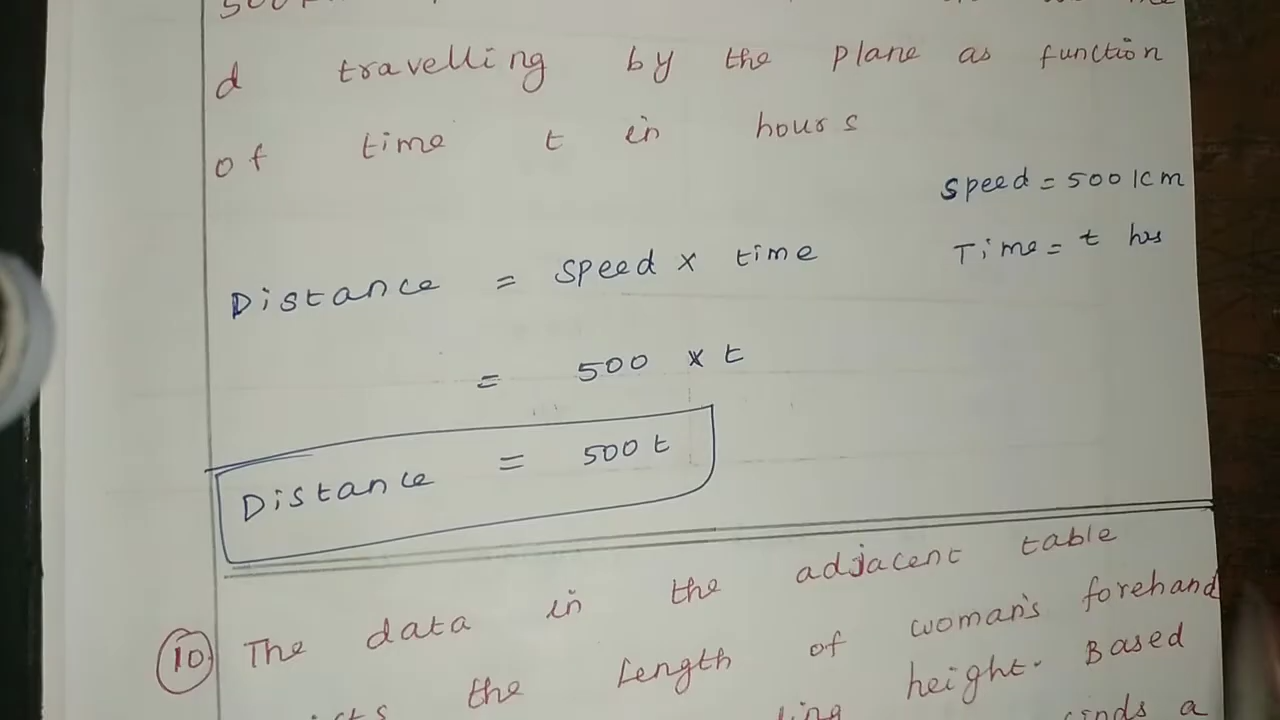 d travelling by the plane as function
of time t in hours
Speed = 500 km
Time = t hrs
Distance = Speed x time
= 500 x t
Distance = 500 t
10 The data in the adjacent table
the length of woman's forehand
height. Based